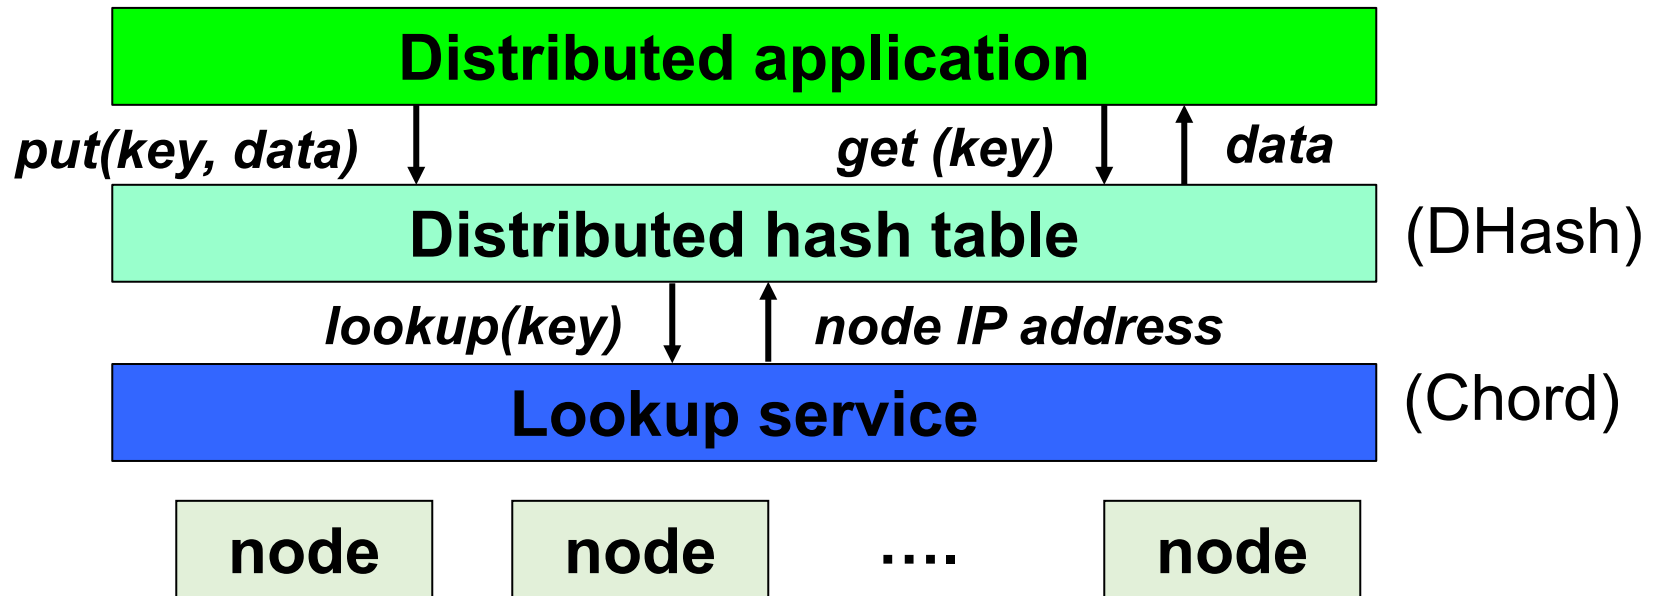 Distributed application
put(key, data)
get (key)
data
Distributed hash table
(DHash)
lookup(key)
node IP address
Lookup service
(Chord)
node
node
....
node